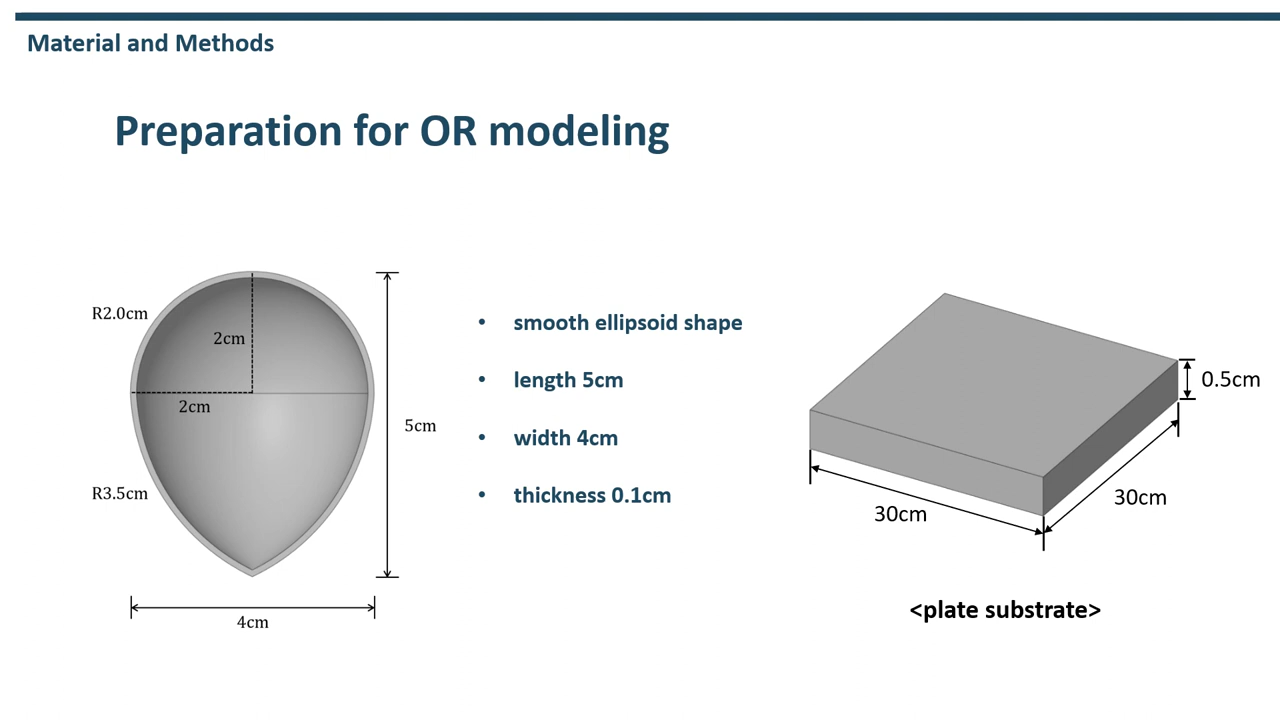 Material and Methods
Preparation for OR modeling
R2.0cm
2cm
2cm
R3.5cm
5cm
4cm
• smooth ellipsoid shape
• length 5cm
• width 4cm
• thickness 0.1cm
0.5cm
30cm
30cm
<plate substrate>